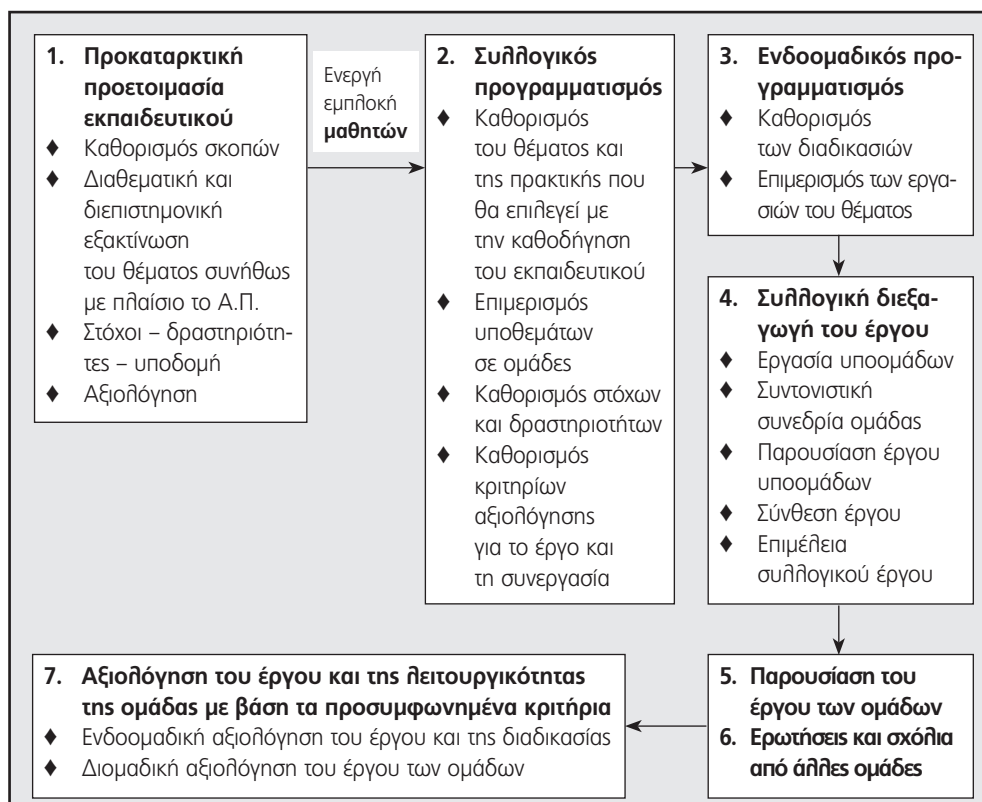 1. Προκαταρκτική
προετοιμασία
εκπαιδευτικού
♦ Καθορισμός σκοπών
♦ Διαθεματική και
διεπιστημονική
εξακτίνωση
του θέματος συνήθως
με πλαίσιο το Α.Π.
♦ Στόχοι – δραστηριότη-
τες – υποδομή
♦ Αξιολόγηση
Ενεργή
εμπλοκή
μαθητών
2. Συλλογικός
προγραμματισμός
♦ Καθορισμός
του θέματος και
της πρακτικής που
θα επιλεγεί με
την καθοδήγηση
του εκπαιδευτικού
♦ Επιμερισμός
υποθεμάτων
σε ομάδες
♦ Καθορισμός στόχων
και δραστηριοτήτων
♦ Καθορισμός
κριτηρίων
αξιολόγησης
για το έργο και
τη συνεργασία
3. Ενδοομαδικός προ-
γραμματισμός
♦ Καθορισμός
των διαδικασιών
♦ Επιμερισμός των εργα-
σιών του θέματος
4. Συλλογική διεξα-
γωγή του έργου
♦ Εργασία υποομάδων
♦ Συντονιστική
συνεδρία ομάδας
♦ Παρουσίαση έργου
υποομάδων
♦ Σύνθεση έργου
♦ Επιμέλεια
συλλογικού έργου
5. Παρουσίαση του
έργου των ομάδων
6. Ερωτήσεις και σχόλια
από άλλες ομάδες
7. Αξιολόγηση του έργου και της λειτουργικότητας
της ομάδας με βάση τα προσυμφωνημένα κριτήρια
♦ Ενδοομαδική αξιολόγηση του έργου και της διαδικασίας
♦ Διομαδική αξιολόγηση του έργου των ομάδων